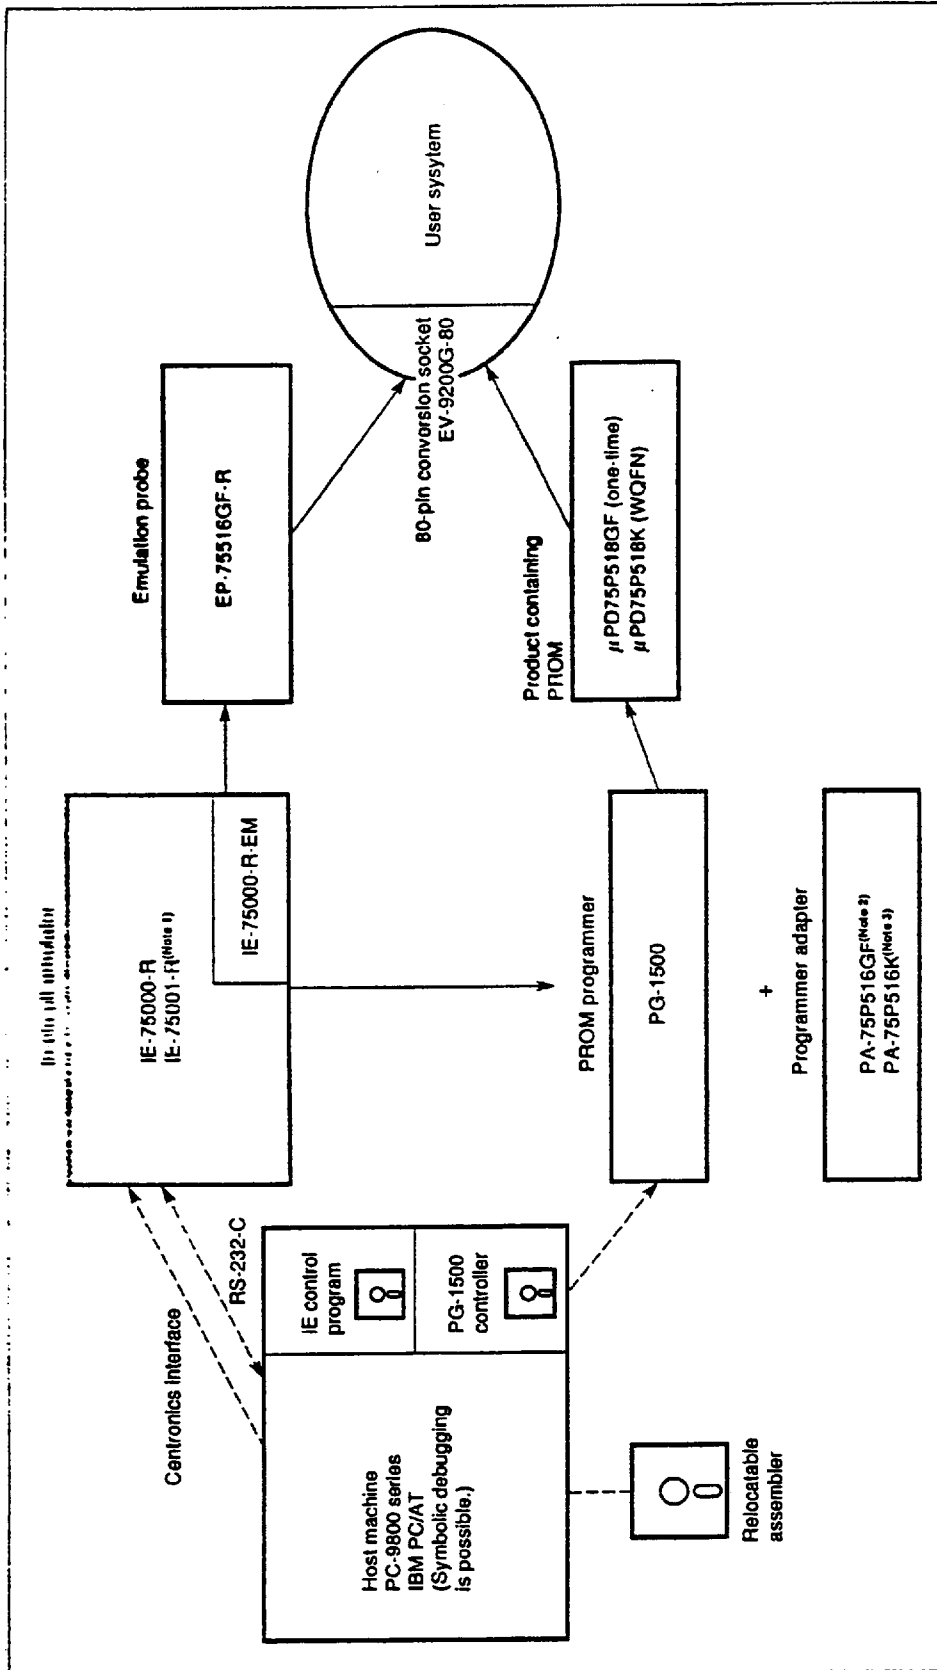 In-circuit emulator
IE-75000-R
IE-75001-R(Note 1)
IE-75000-R-EM
Emulation probe
EP-75516GF-R
Centronics Interface
RS-232-C
Host machine
PC-9800 series
IBM PC/AT
(Symbolic debugging
is possible.)
IE control
program
PG-1500
controller
80-pin conversion socket
EV-9200G-80
User sysytem
PROM programmer
PG-1500
Product containing
PROM
μPD75P518GF (one-time)
μPD75P518K (WQFN)
+
Programmer adapter
PA-75P516GF(Note 2)
PA-75P516K(Note 3)
Relocatable
assembler